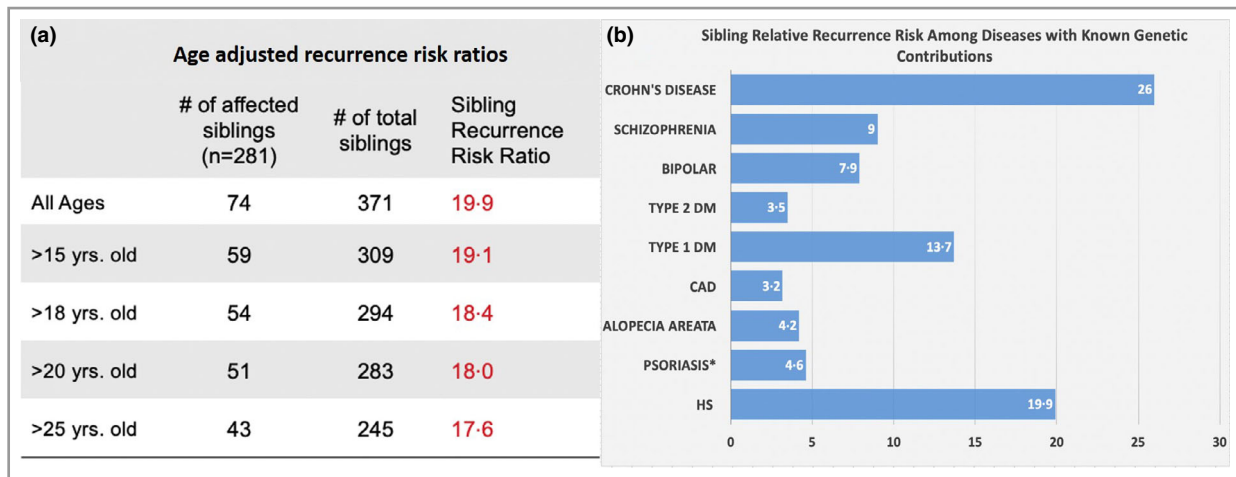 (a)
Age adjusted recurrence risk ratios
# of affected siblings (n=281) # of total siblings Sibling Recurrence Risk Ratio
All Ages 74 371 19·9
>15 yrs. old 59 309 19·1
>18 yrs. old 54 294 18·4
>20 yrs. old 51 283 18·0
>25 yrs. old 43 245 17·6
(b)
Sibling Relative Recurrence Risk Among Diseases with Known Genetic
Contributions
CROHN'S DISEASE 26
SCHIZOPHRENIA 9
BIPOLAR 7·9
TYPE 2 DM 3·5
TYPE 1 DM 13·7
CAD 3·2
ALOPECIA AREATA 4·2
PSORIASIS* 4·6
HS 19·9
0 5 10 15 20 25 30